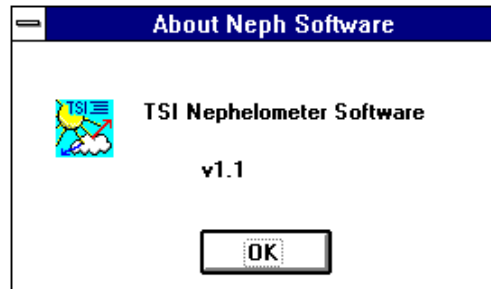 About Neph Software
TSI
TSI Nephelometer Software
v1.1
OK